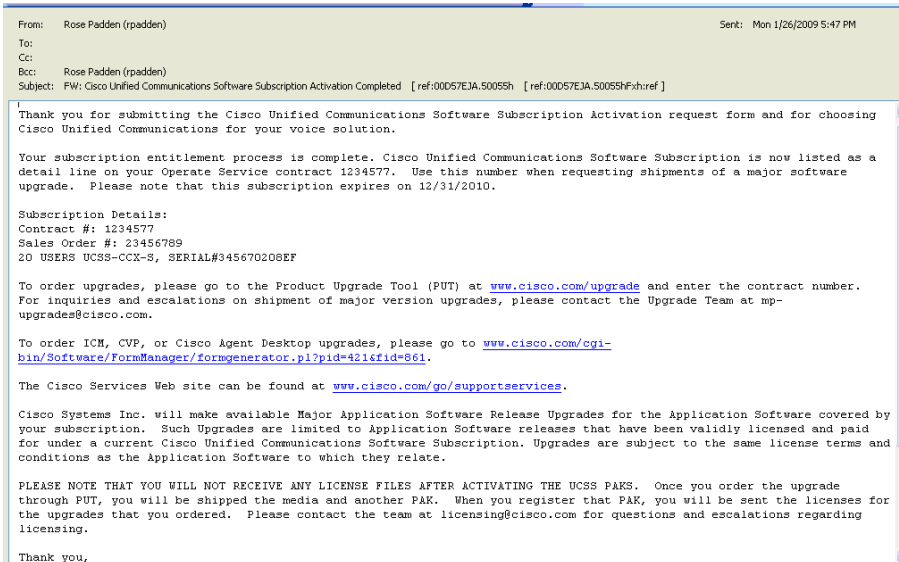 From: Rose Padden (rpadden) Sent: Mon 1/26/2009 5:47 PM
To:
Cc:
Bcc: Rose Padden (rpadden)
Subject: FW: Cisco Unified Communications Software Subscription Activation Completed [ ref:00D57EJA.50055h [ ref:00D57EJA.50055hFxh:ref ]
Thank you for submitting the Cisco Unified Communications Software Subscription Activation request form and for choosing
Cisco Unified Communications for your voice solution.
Your subscription entitlement process is complete. Cisco Unified Communications Software Subscription is now listed as a
detail line on your Operate Service contract 1234577. Use this number when requesting shipments of a major software
upgrade. Please note that this subscription expires on 12/31/2010.
Subscription Details:
Contract #: 1234577
Sales Order #: 23456789
20 USERS UCSS-CCX-S, SERIAL#345670208EF
To order upgrades, please go to the Product Upgrade Tool (PUT) at www.cisco.com/upgrade and enter the contract number.
For inquiries and escalations on shipment of major version upgrades, please contact the Upgrade Team at mp-
upgrades@cisco.com.
To order ICM, CVP, or Cisco Agent Desktop upgrades, please go to www.cisco.com/cgi-
bin/Software/FormManager/formgenerator.pl?pid=421&fid=861.
The Cisco Services Web site can be found at www.cisco.com/go/supportservices.
Cisco Systems Inc. will make available Major Application Software Release Upgrades for the Application Software covered by
your subscription. Such Upgrades are limited to Application Software releases that have been validly licensed and paid
for under a current Cisco Unified Communications Software Subscription. Upgrades are subject to the same license terms and
conditions as the Application Software to which they relate.
PLEASE NOTE THAT YOU WILL NOT RECEIVE ANY LICENSE FILES AFTER ACTIVATING THE UCSS PAKS. Once you order the upgrade
through PUT, you will be shipped the media and another PAK. When you register that PAK, you will be sent the licenses for
the upgrades that you ordered. Please contact the team at licensing@cisco.com for questions and escalations regarding
licensing.
Thank you,